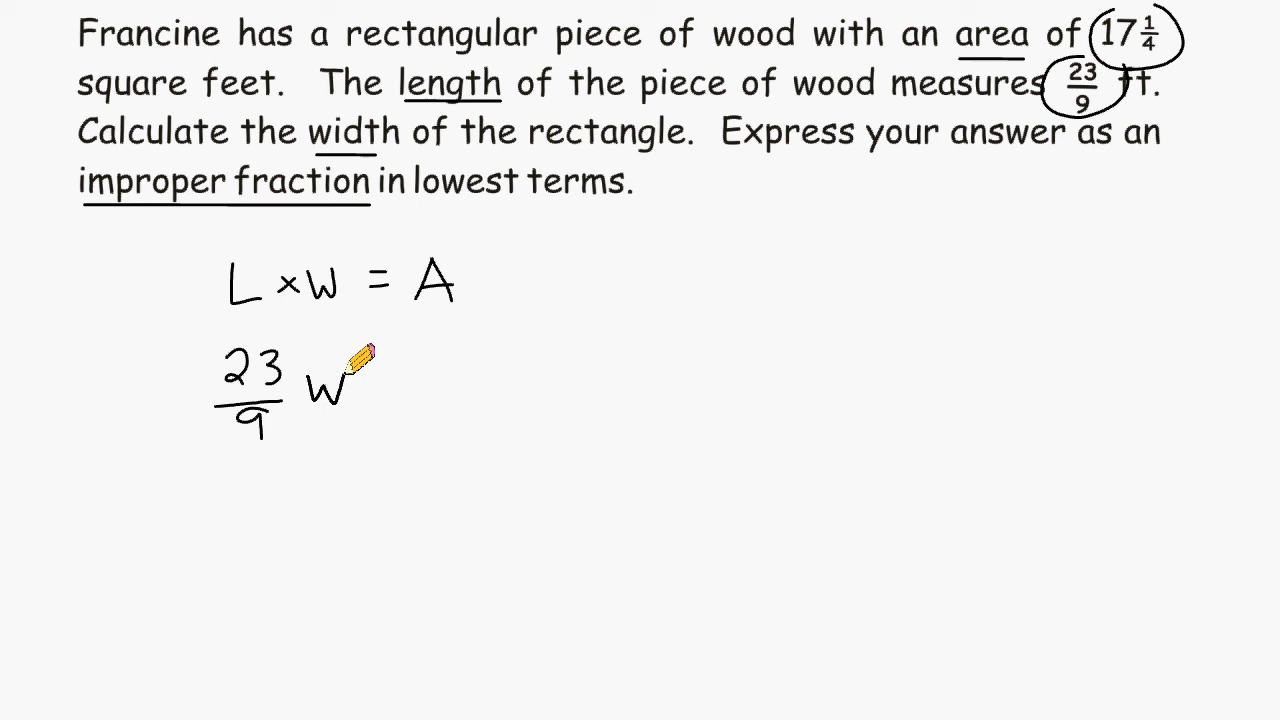 Francine has a rectangular piece of wood with an area of 17 1/4
square feet. The length of the piece of wood measures 23/9 ft.
Calculate the width of the rectangle. Express your answer as an
improper fraction in lowest terms.
L × W = A
23/9 W